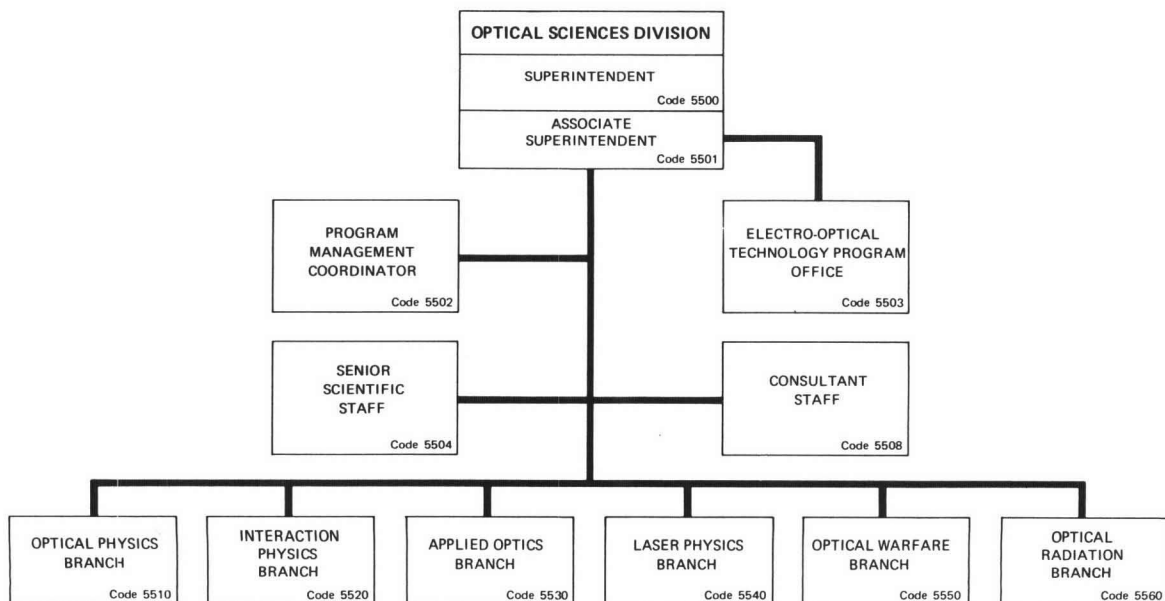 OPTICAL SCIENCES DIVISION
SUPERINTENDENT
Code 5500
ASSOCIATE
SUPERINTENDENT
Code 5501
PROGRAM
MANAGEMENT
COORDINATOR
Code 5502
ELECTRO-OPTICAL
TECHNOLOGY PROGRAM
OFFICE
Code 5503
SENIOR
SCIENTIFIC
STAFF
Code 5504
CONSULTANT
STAFF
Code 5508
OPTICAL PHYSICS
BRANCH
Code 5510
INTERACTION
PHYSICS
BRANCH
Code 5520
APPLIED OPTICS
BRANCH
Code 5530
LASER PHYSICS
BRANCH
Code 5540
OPTICAL WARFARE
BRANCH
Code 5550
OPTICAL
RADIATION
BRANCH
Code 5560